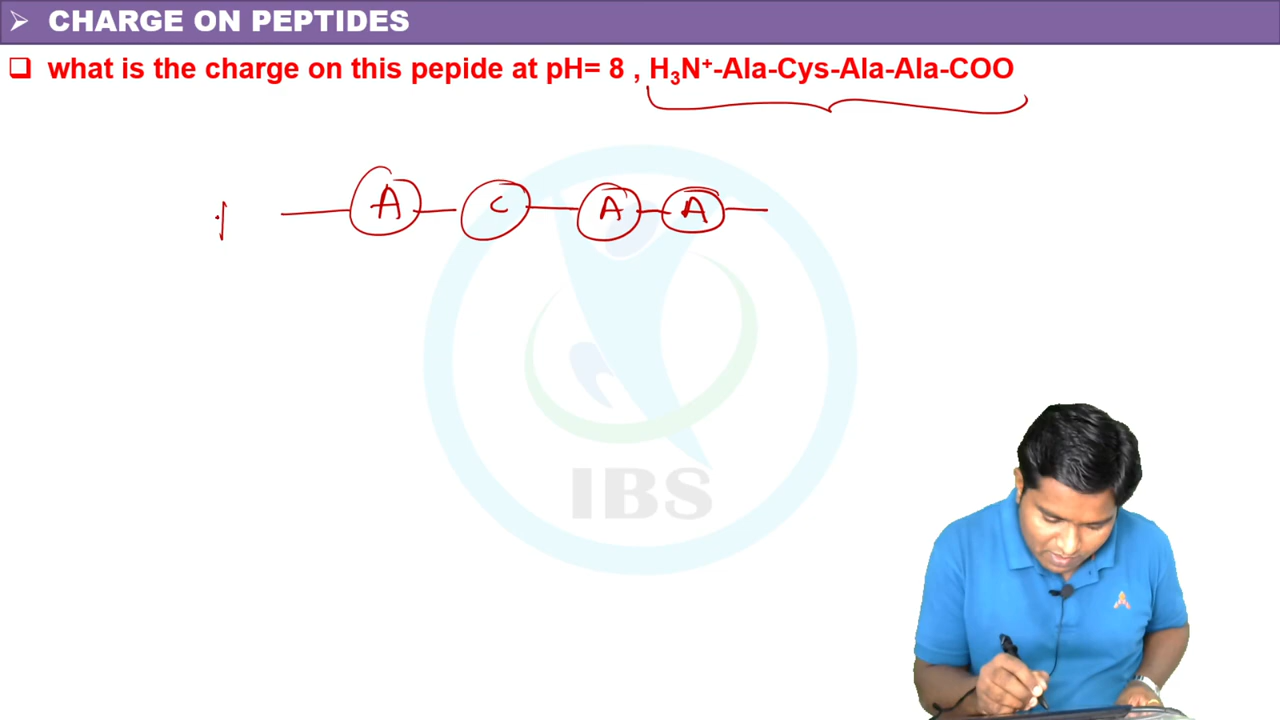 CHARGE ON PEPTIDES
what is the charge on this pepide at pH= 8 , H₃N⁺-Ala-Cys-Ala-Ala-COO
A C A A
IBS